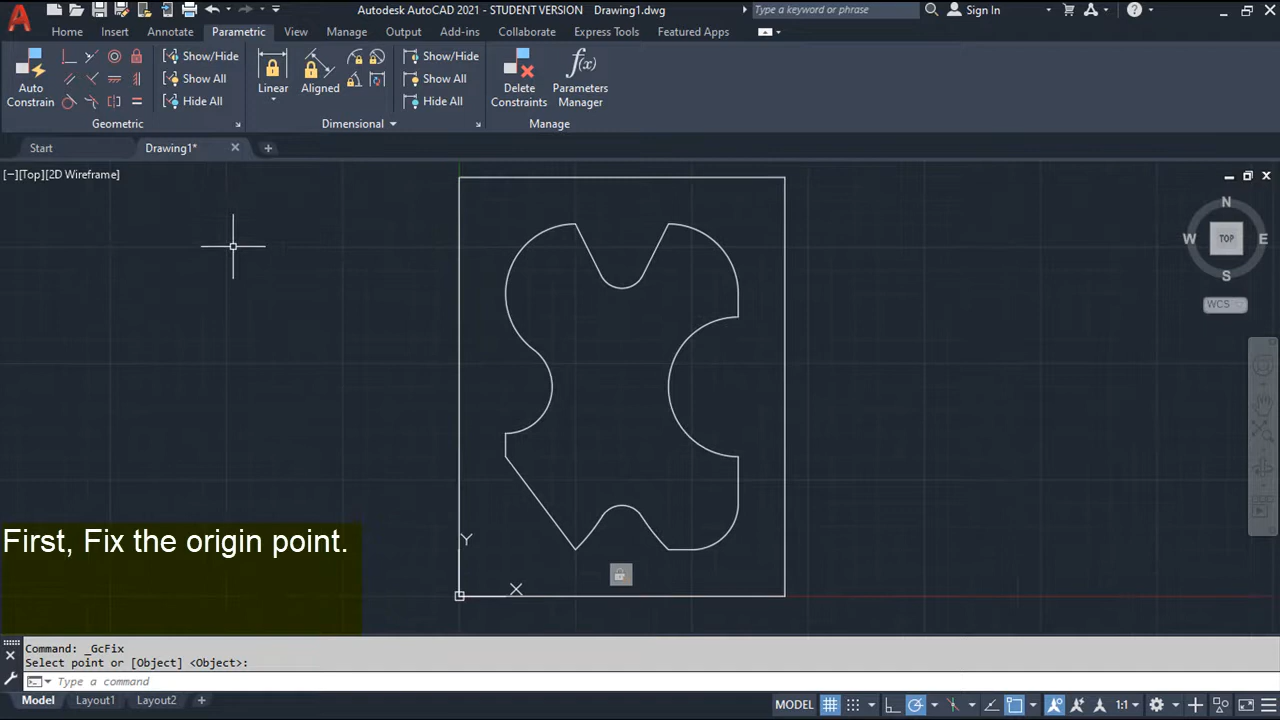 Autodesk AutoCAD 2021 - STUDENT VERSION Drawing1.dwg
Type a keyword or phrase
Sign In
Home Insert Annotate Parametric View Manage Output Add-ins Collaborate Express Tools Featured Apps
Auto
Constrain
Show/Hide
Show All
Hide All
Geometric
Linear
Aligned
Show/Hide
Show All
Hide All
Dimensional
Delete
Constraints
f(x)
Parameters
Manager
Manage
Start
Drawing1*
[−][Top][2D Wireframe]
N
W TOP E
S
WCS
Y
X
First, Fix the origin point.
Command: _GcFix
Select point or [Object] <Object>:
Type a command
Model Layout1 Layout2
MODEL
1:1